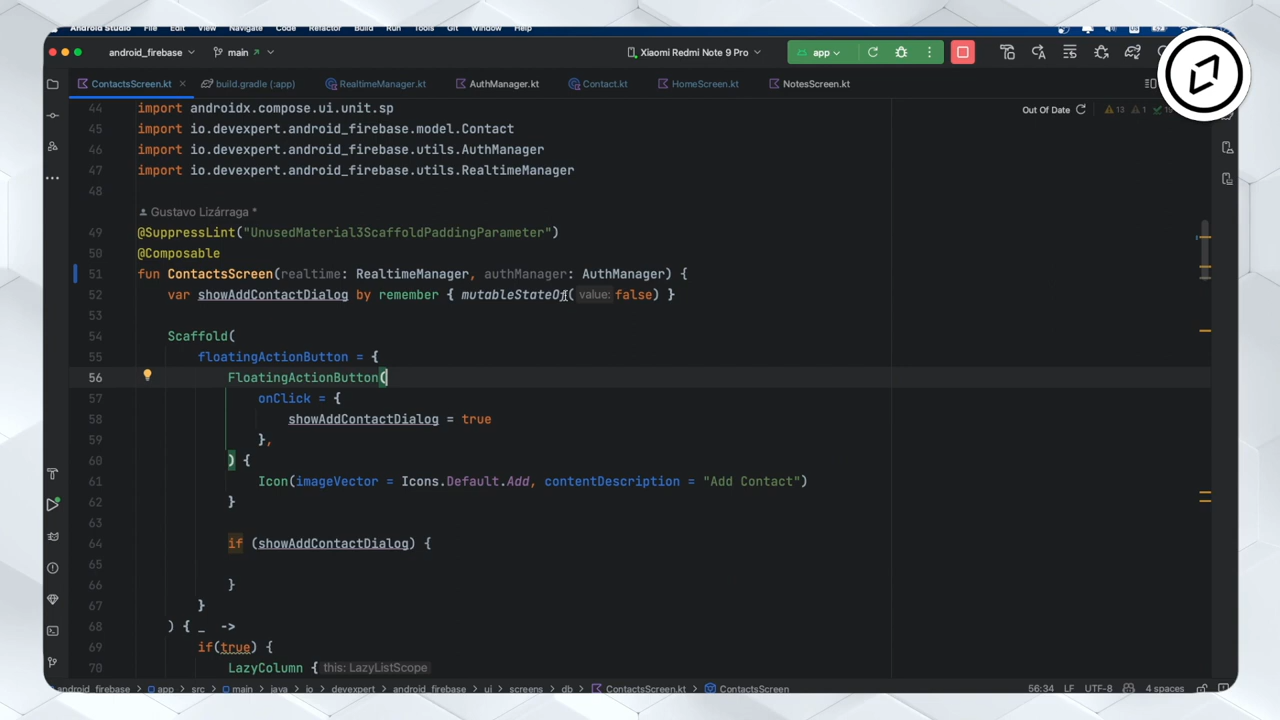 Android Studio File Edit View Navigate Code Refactor Build Run Tools Git Window Help
android_firebase main Xiaomi Redmi Note 9 Pro app
ContactsScreen.kt build.gradle (:app) RealtimeManager.kt AuthManager.kt Contact.kt HomeScreen.kt NotesScreen.kt
Out Of Date 13 1
44 import androidx.compose.ui.unit.sp
45 import io.devexpert.android_firebase.model.Contact
46 import io.devexpert.android_firebase.utils.AuthManager
47 import io.devexpert.android_firebase.utils.RealtimeManager
48
Gustavo Lizárraga *
49 @SuppressLint("UnusedMaterial3ScaffoldPaddingParameter")
50 @Composable
51 fun ContactsScreen(realtime: RealtimeManager, authManager: AuthManager) {
52 var showAddContactDialog by remember { mutableStateOf( value: false) }
53
54 Scaffold(
55 floatingActionButton = {
56 FloatingActionButton(
57 onClick = {
58 showAddContactDialog = true
59 },
60 ) {
61 Icon(imageVector = Icons.Default.Add, contentDescription = "Add Contact")
62 }
63
64 if (showAddContactDialog) {
65
66 }
67 }
68 ) { _ ->
69 if(true) {
70 LazyColumn { this: LazyListScope
android_firebase > app > src > main > java > io > devexpert > android_firebase > ui > screens > db > ContactsScreen.kt > ContactsScreen 56:34 LF UTF-8 4 spaces